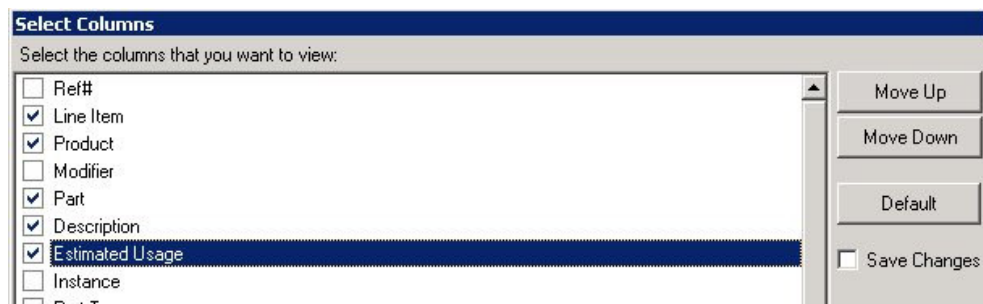 Select Columns
Select the columns that you want to view:
Ref#
Line Item
Product
Modifier
Part
Description
Estimated Usage
Instance
Move Up
Move Down
Default
Save Changes